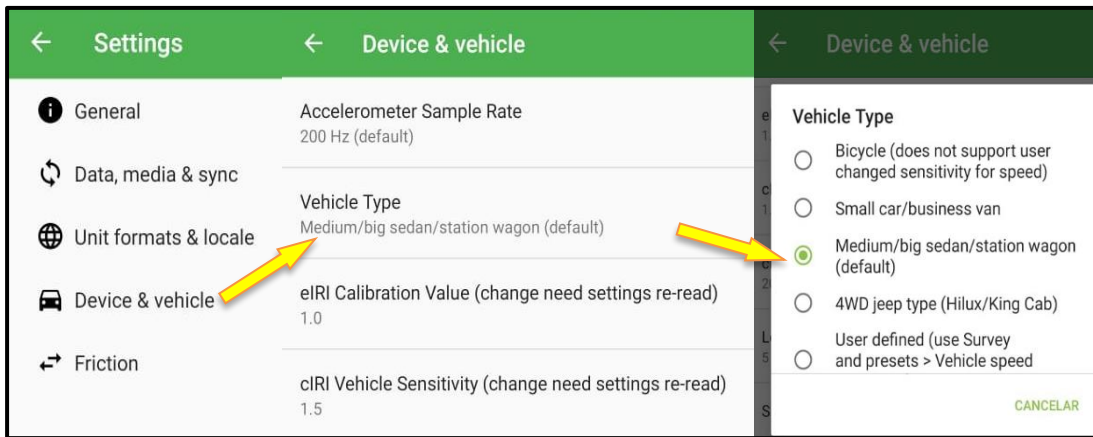 Settings
General
Data, media & sync
Unit formats & locale
Device & vehicle
Friction
Device & vehicle
Accelerometer Sample Rate
200 Hz (default)
Vehicle Type
Medium/big sedan/station wagon (default)
eIRI Calibration Value (change need settings re-read)
1.0
cIRI Vehicle Sensitivity (change need settings re-read)
1.5
Device & vehicle
Vehicle Type
Bicycle (does not support user
changed sensitivity for speed)
Small car/business van
Medium/big sedan/station wagon
(default)
4WD jeep type (Hilux/King Cab)
User defined (use Survey
and presets > Vehicle speed
CANCELAR